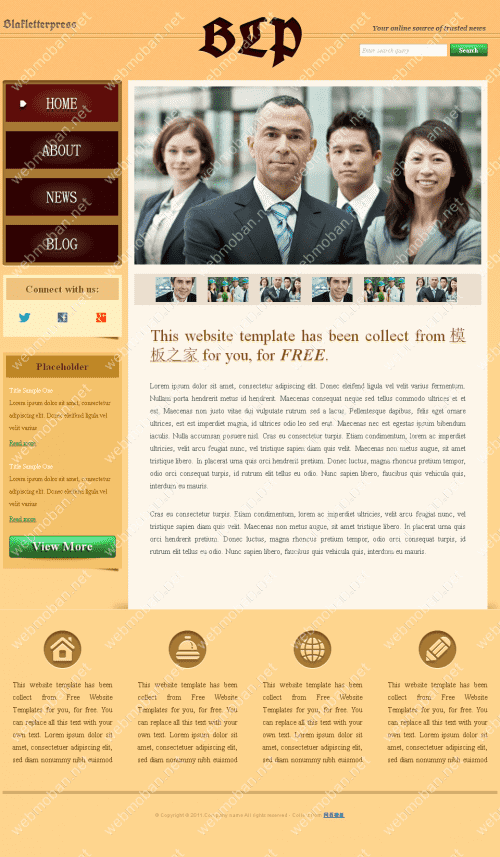 Blafletterpress
BLP
Your online source of trusted news
Enter search query
Search
HOME
ABOUT
NEWS
BLOG
Connect with us:
Placeholder
Title Sample One
Lorem ipsum dolor sit amet, consectetur
adipiscing elit. Donec eleifend ligula vel
velit varius
Read more
Title Sample One
Lorem ipsum dolor sit amet, consectetur
adipiscing elit. Donec eleifend ligula vel
velit varius
Read more
View More
This website template has been collect from 模
板之家 for you, for FREE.
Lorem ipsum dolor sit amet, consectetur adipiscing elit. Donec eleifend ligula vel velit varius fermentum.
Nullam porta hendrerit metus id hendrerit. Maecenas consequat neque sed tellus commodo ultrices et et
est. Maecenas non justo vitae dui vulputate rutrum sed a lacus. Pellentesque dapibus, felis eget ornare
ultrices, est est imperdiet magna, id ultrices odio leo sed erat. Maecenas nec est egestas ipsum bibendum
iaculis. Nulla accumsan posuere nisl. Cras eu consectetur turpis. Etiam condimentum, lorem ac imperdiet
ultricies, velit arcu feugiat nunc, vel tristique sapien diam quis velit. Maecenas non metus augue, sit amet
tristique libero. In placerat urna quis orci hendrerit pretium. Donec luctus, magna rhoncus pretium tempor,
odio orci consequat turpis, id rutrum elit tellus eu odio. Nunc sapien libero, faucibus quis vehicula quis,
interdum eu mauris.
Cras eu consectetur turpis. Etiam condimentum, lorem ac imperdiet ultricies, velit arcu feugiat nunc, vel
tristique sapien diam quis velit. Maecenas non metus augue, sit amet tristique libero. In placerat urna quis
orci hendrerit pretium. Donec luctus, magna rhoncus pretium tempor, odio orci consequat turpis, id
rutrum elit tellus eu odio. Nunc sapien libero, faucibus quis vehicula quis, interdum eu mauris.
This website template has been
collect from Free Website
Templates for you, for free. You
can replace all this text with your
own text. Lorem ipsum dolor sit
amet, consectetuer adipiscing elit,
sed diam nonummy nibh euismod
This website template has been
collect from Free Website
Templates for you, for free. You
can replace all this text with your
own text. Lorem ipsum dolor sit
amet, consectetuer adipiscing elit,
sed diam nonummy nibh euismod
This website template has been
collect from Free Website
Templates for you, for free. You
can replace all this text with your
own text. Lorem ipsum dolor sit
amet, consectetuer adipiscing elit,
sed diam nonummy nibh euismod
This website template has been
collect from Free Website
Templates for you, for free. You
can replace all this text with your
own text. Lorem ipsum dolor sit
amet, consectetuer adipiscing elit,
sed diam nonummy nibh euismod
Copyright © All rights reserved 网页模板
webmoban.net